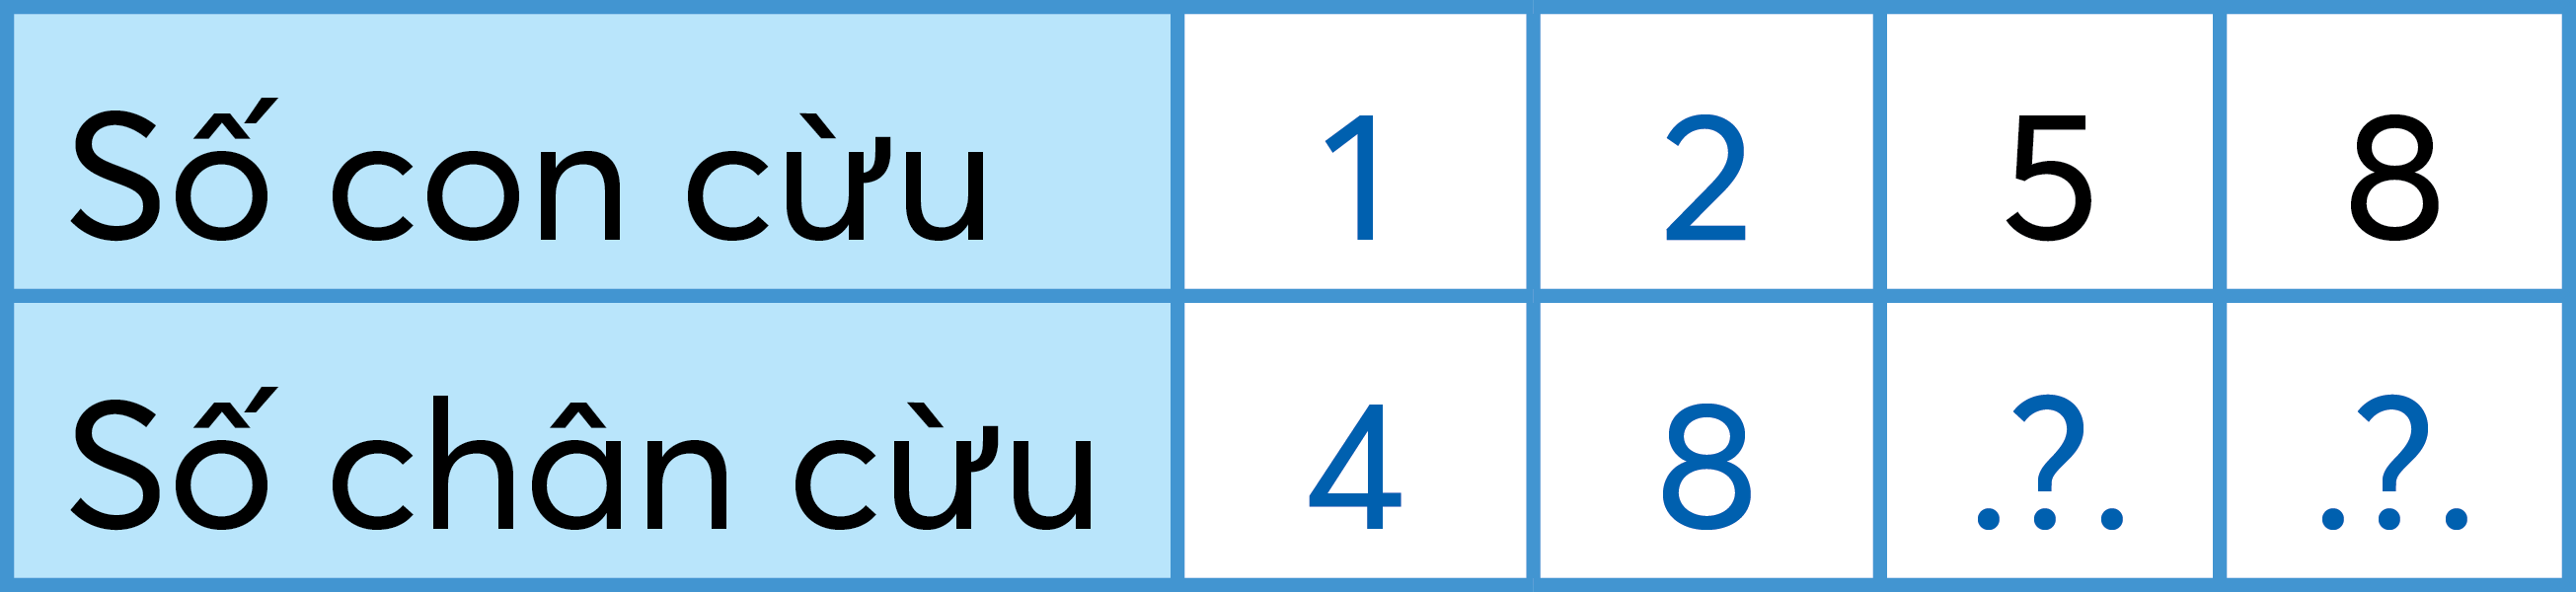 Số con cừu 1 2 5 8
Số chân cừu 4 8 .?. .?.